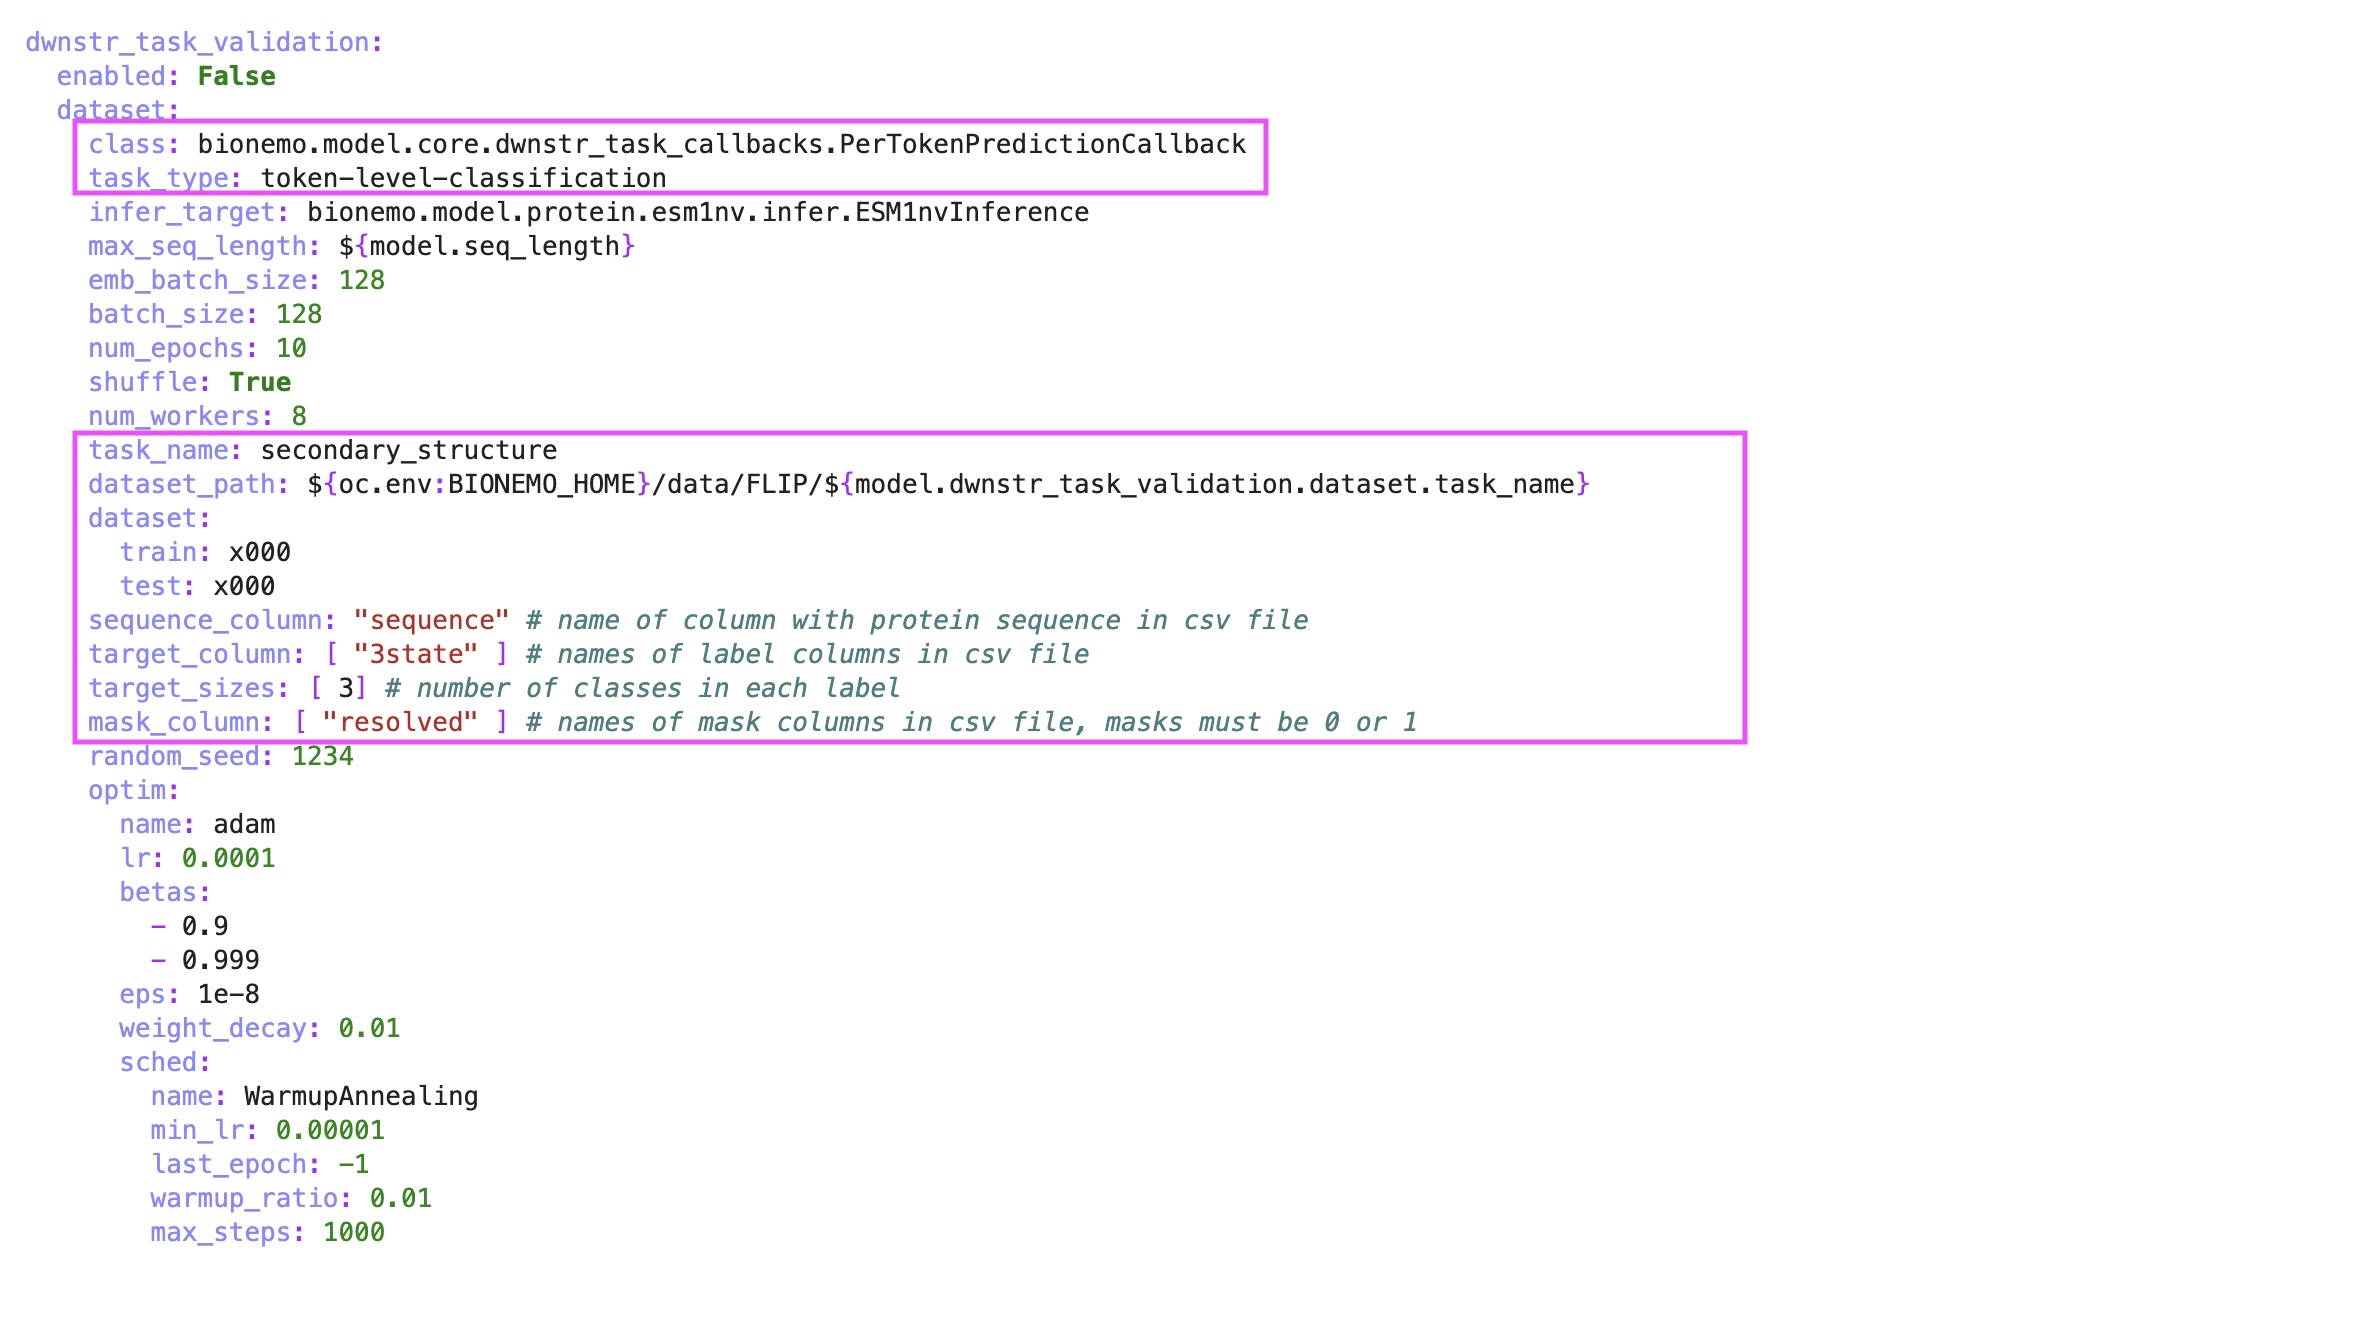 dwnstr_task_validation:
  enabled: False
  dataset:
    class: bionemo.model.core.dwnstr_task_callbacks.PerTokenPredictionCallback
    task_type: token-level-classification
    infer_target: bionemo.model.protein.esm1nv.infer.ESM1nvInference
    max_seq_length: ${model.seq_length}
    emb_batch_size: 128
    batch_size: 128
    num_epochs: 10
    shuffle: True
    num_workers: 8
    task_name: secondary_structure
    dataset_path: ${oc.env:BIONEMO_HOME}/data/FLIP/${model.dwnstr_task_validation.dataset.task_name}
    dataset:
      train: x000
      test: x000
    sequence_column: "sequence" # name of column with protein sequence in csv file
    target_column: [ "3state" ] # names of label columns in csv file
    target_sizes: [ 3] # number of classes in each label
    mask_column: [ "resolved" ] # names of mask columns in csv file, masks must be 0 or 1
    random_seed: 1234
    optim:
      name: adam
      lr: 0.0001
      betas:
        - 0.9
        - 0.999
      eps: 1e-8
      weight_decay: 0.01
      sched:
        name: WarmupAnnealing
        min_lr: 0.00001
        last_epoch: -1
        warmup_ratio: 0.01
        max_steps: 1000